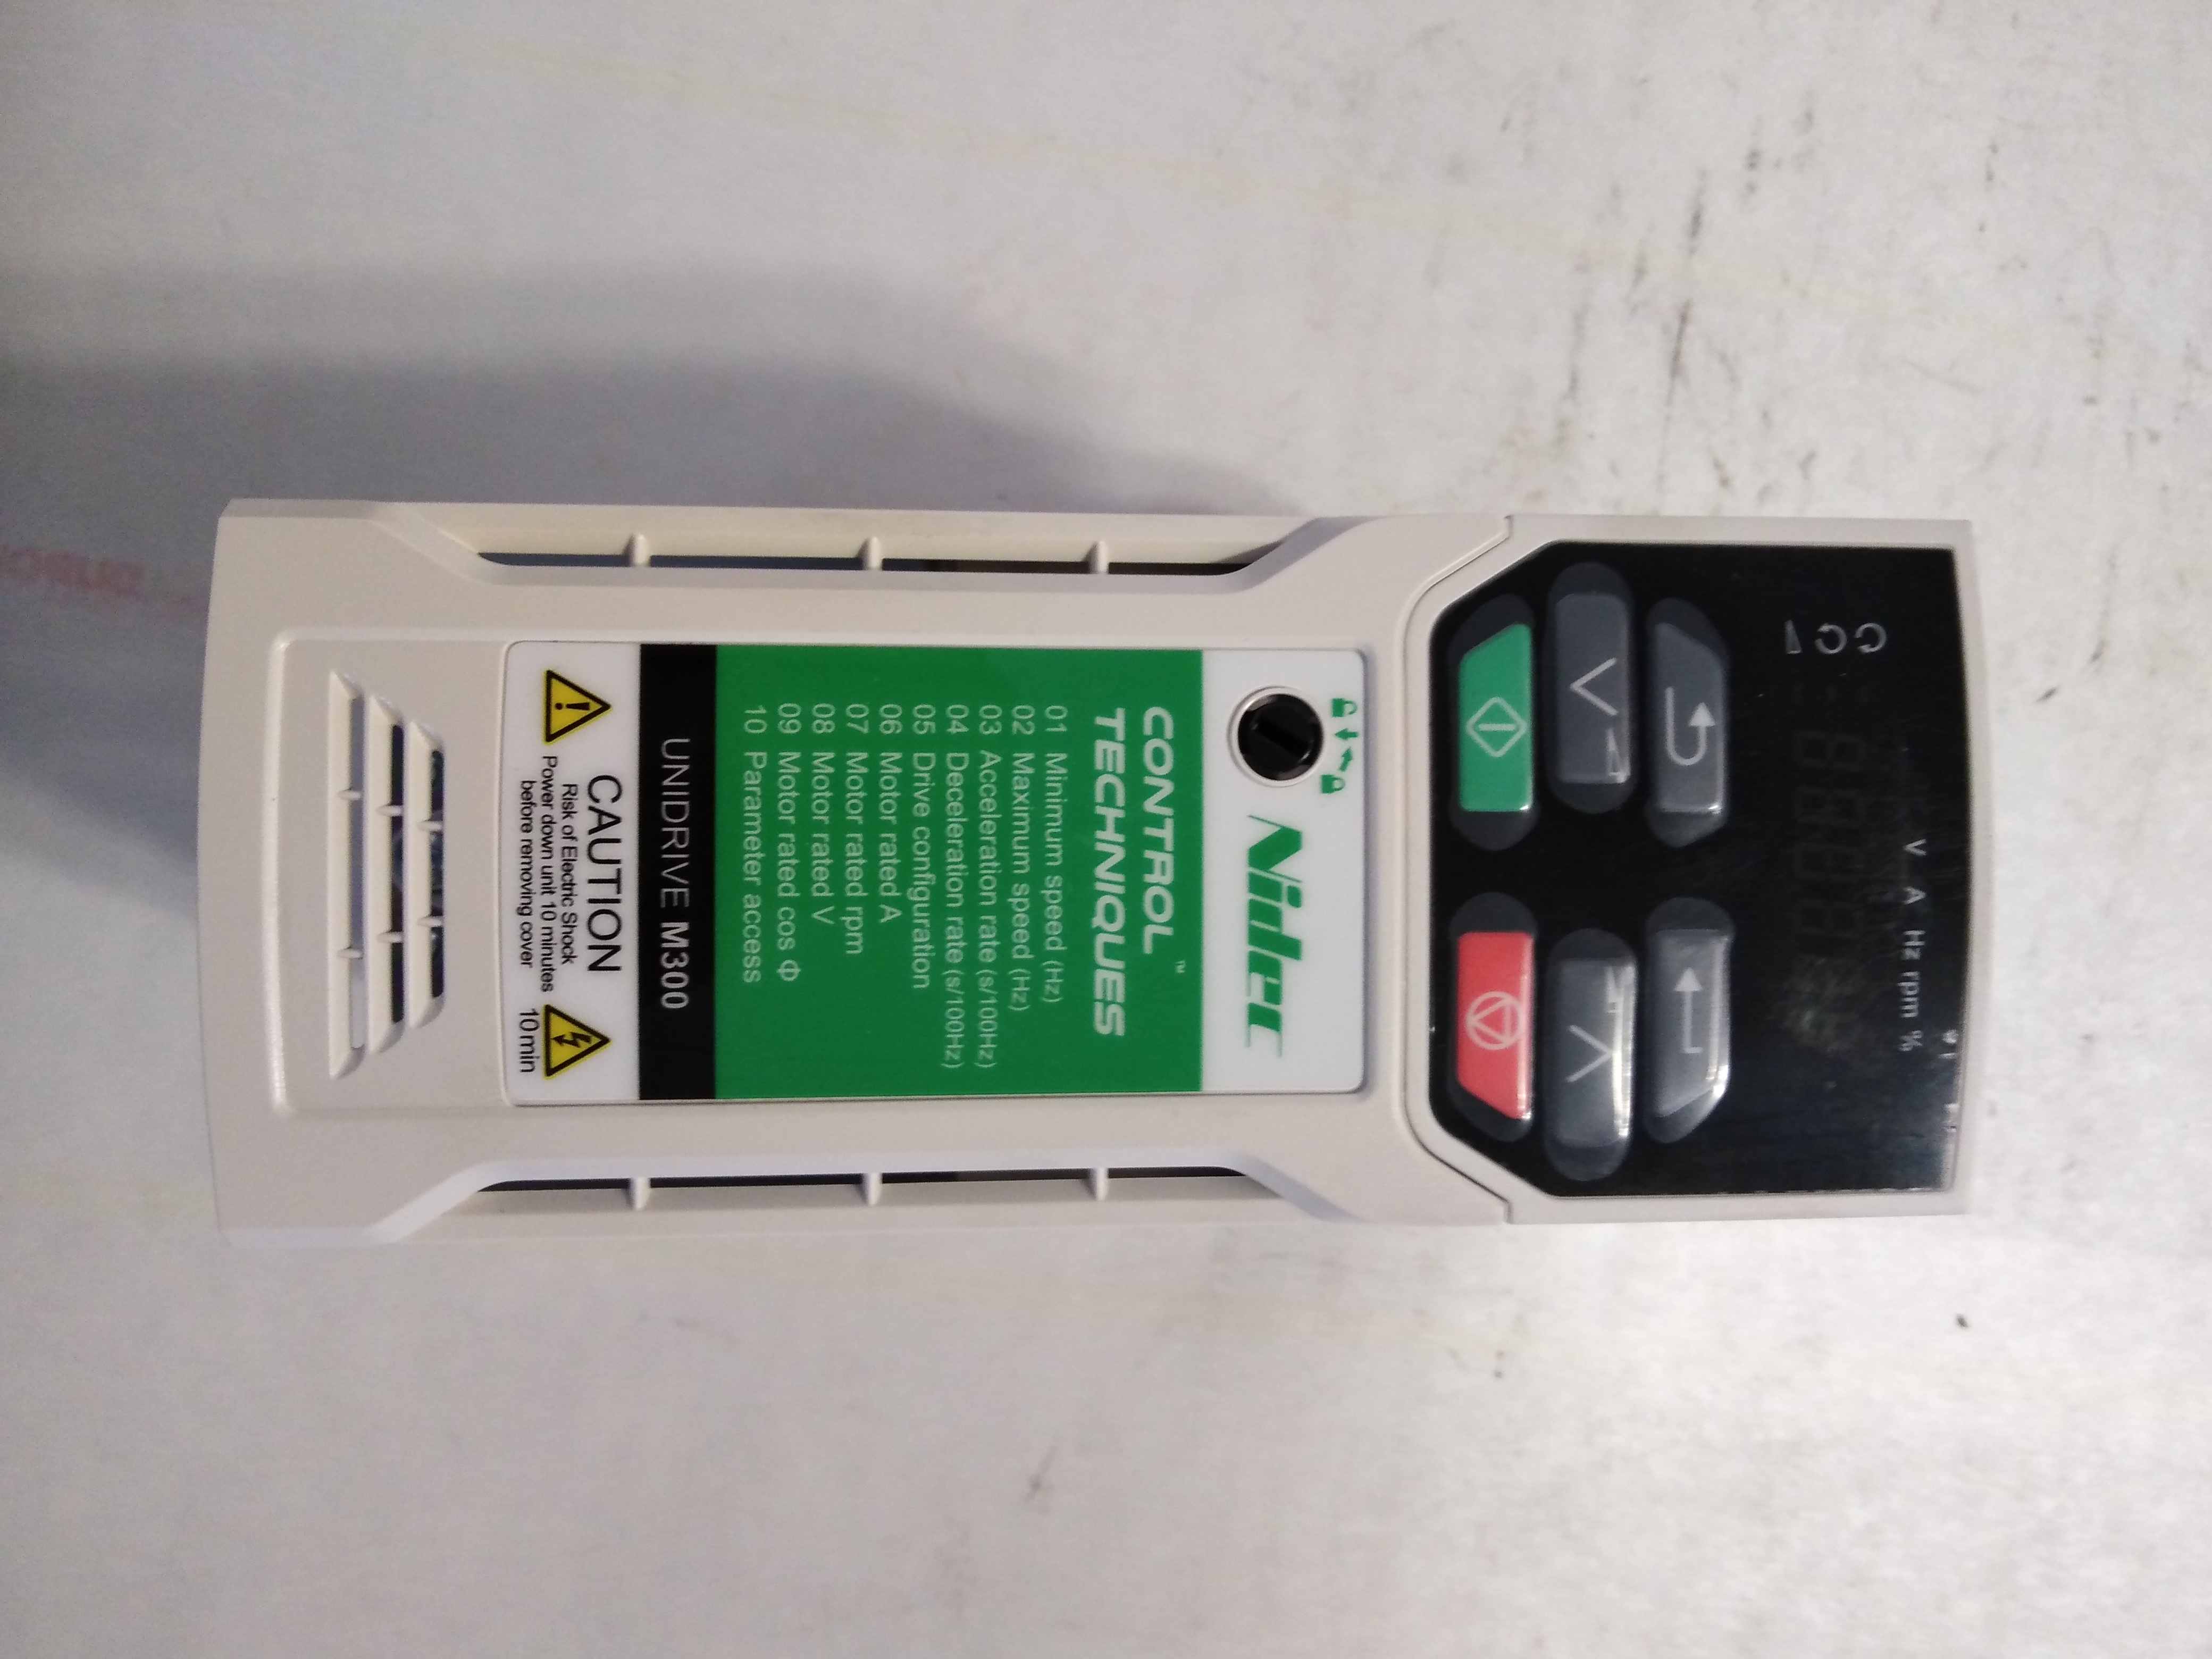 V A Hz rpm %
Nidec
CONTROL
TECHNIQUES™
01 Minimum speed (Hz)
02 Maximum speed (Hz)
03 Acceleration rate (s/100Hz)
04 Deceleration rate (s/100Hz)
05 Drive configuration
06 Motor rated A
07 Motor rated rpm
08 Motor rated V
09 Motor rated cos Φ
10 Parameter access
UNIDRIVE M300
CAUTION
Risk of Electric Shock
Power down unit 10 minutes
before removing cover
10min